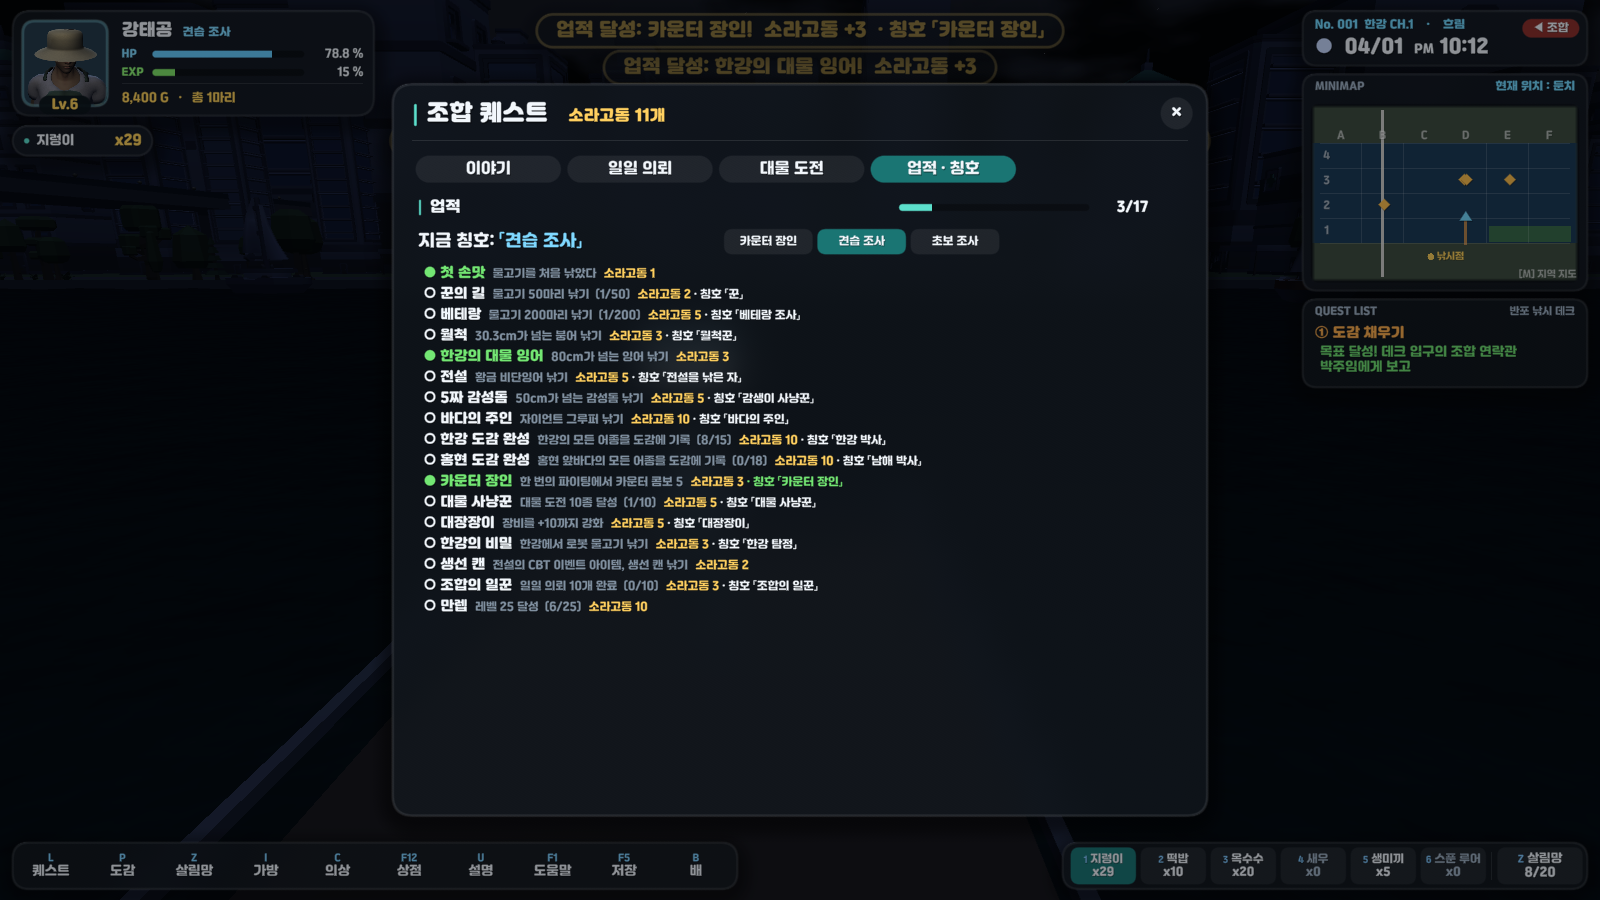 강태공 견습 조사
HP 78.8 %
EXP 15 %
Lv.6
8,400 G · 총 1마리
지렁이 x29
업적 달성: 카운터 장인! 소라고동 +3 · 칭호「카운터 장인」
업적 달성: 한강의 대물 잉어! 소라고동 +3
No. 001 한강 CH.1 · 흐림
◀ 조합
04/01 PM 10:12
MINIMAP 현재 위치 : 둔치
A B C D E F
4
3
2
1
낚시점
[M] 지역 지도
QUEST LIST 반포 낚시 데크
① 도감 채우기
목표 달성! 데크 입구의 조합 연락관
박주임에게 보고
조합 퀘스트 소라고동 11개
×
이야기 일일 의뢰 대물 도전 업적 · 칭호
업적 3/17
지금 칭호:「견습 조사」 카운터 장인 견습 조사 초보 조사
첫 손맛 물고기를 처음 낚았다 소라고동 1
꾼의 길 물고기 50마리 낚기 (1/50) 소라고동 2 · 칭호「꾼」
베테랑 물고기 200마리 낚기 (1/200) 소라고동 5 · 칭호「베테랑 조사」
월척 30.3cm가 넘는 붕어 낚기 소라고동 3 · 칭호「월척꾼」
한강의 대물 잉어 80cm가 넘는 잉어 낚기 소라고동 3
전설 황금 비단잉어 낚기 소라고동 5 · 칭호「전설을 낚은 자」
5짜 감성돔 50cm가 넘는 감성돔 낚기 소라고동 5 · 칭호「감생이 사냥꾼」
바다의 주인 자이언트 그루퍼 낚기 소라고동 10 · 칭호「바다의 주인」
한강 도감 완성 한강의 모든 어종을 도감에 기록 (8/15) 소라고동 10 · 칭호「한강 박사」
홍현 도감 완성 홍현 앞바다의 모든 어종을 도감에 기록 (0/18) 소라고동 10 · 칭호「남해 박사」
카운터 장인 한 번의 파이팅에서 카운터 콤보 5 소라고동 3 · 칭호「카운터 장인」
대물 사냥꾼 대물 도전 10종 달성 (1/10) 소라고동 5 · 칭호「대물 사냥꾼」
대장장이 장비를 +10까지 강화 소라고동 5 · 칭호「대장장이」
한강의 비밀 한강에서 로봇 물고기 낚기 소라고동 3 · 칭호「한강 탐정」
생선 캔 전설의 CBT 이벤트 아이템, 생선 캔 낚기 소라고동 2
조합의 일꾼 일일 의뢰 10개 완료 (0/10) 소라고동 3 · 칭호「조합의 일꾼」
만렙 레벨 25 달성 (6/25) 소라고동 10
L P Z I C F12 U F1 F5 B
퀘스트 도감 살림망 가방 의상 상점 설명 도움말 저장 배
1 지렁이 2 떡밥 3 옥수수 4 새우 5 생미끼 6 스푼 루어 Z 살림망
x29 x10 x20 x0 x5 x0 8/20